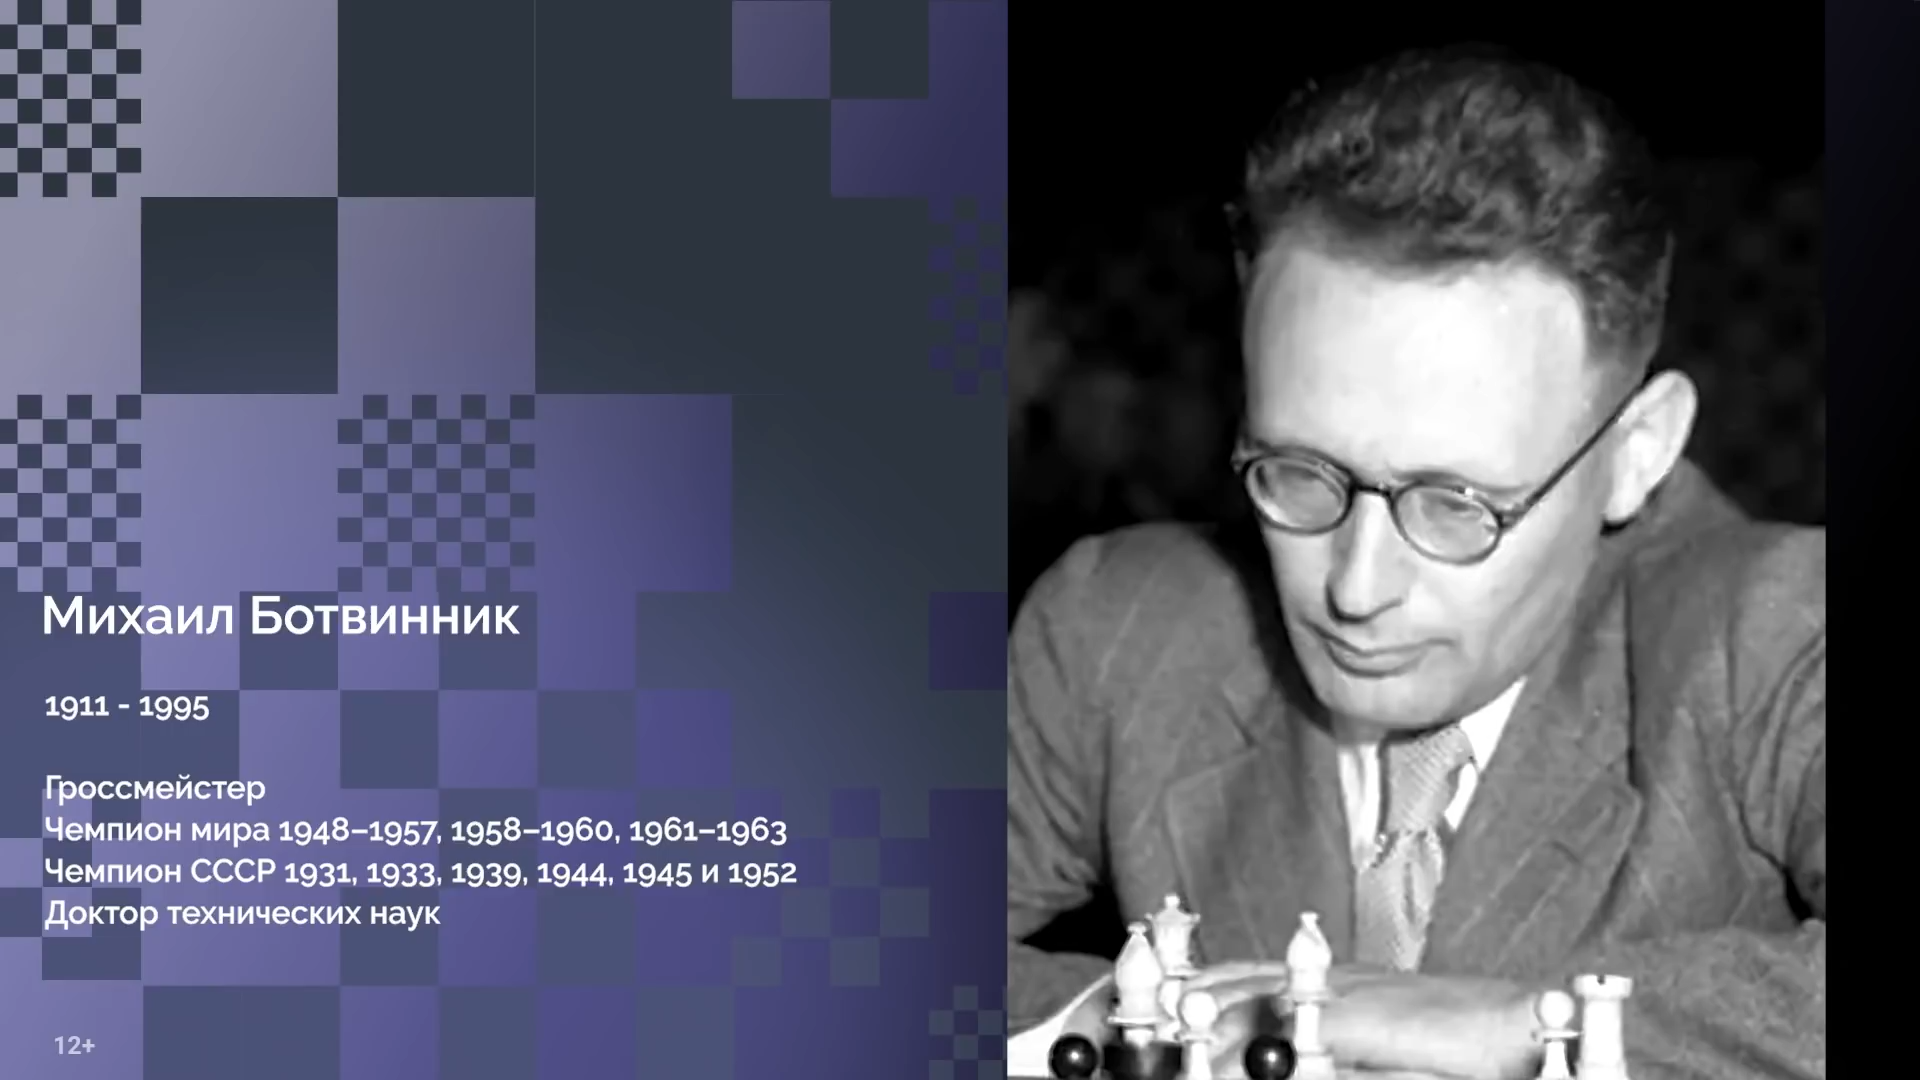 Михаил Ботвинник
1911 - 1995
Гроссмейстер
Чемпион мира 1948–1957, 1958–1960, 1961–1963
Чемпион СССР 1931, 1933, 1939, 1944, 1945 и 1952
Доктор технических наук
12+